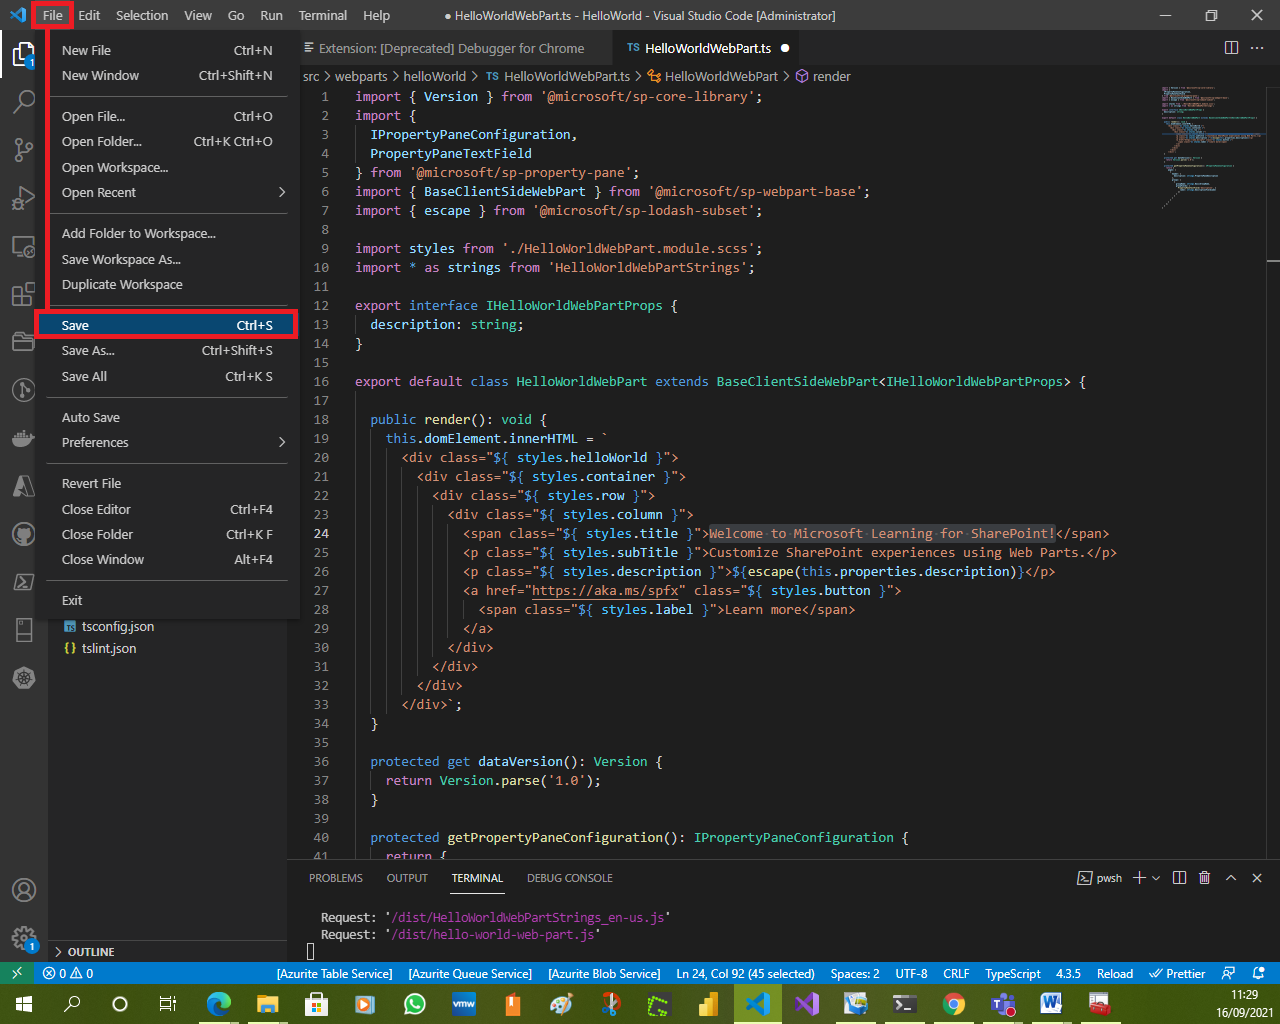 File Edit Selection View Go Run Terminal Help ● HelloWorldWebPart.ts - HelloWorld - Visual Studio Code [Administrator]
New File Ctrl+N
New Window Ctrl+Shift+N
Open File... Ctrl+O
Open Folder... Ctrl+K Ctrl+O
Open Workspace...
Open Recent
Add Folder to Workspace...
Save Workspace As...
Duplicate Workspace
Save Ctrl+S
Save As... Ctrl+Shift+S
Save All Ctrl+K S
Auto Save
Preferences
Revert File
Close Editor Ctrl+F4
Close Folder Ctrl+K F
Close Window Alt+F4
Exit
TS tsconfig.json
{} tslint.json
OUTLINE
1
1
Extension: [Deprecated] Debugger for Chrome TS HelloWorldWebPart.ts ●
src > webparts > helloWorld > TS HelloWorldWebPart.ts > HelloWorldWebPart > render
1 import { Version } from '@microsoft/sp-core-library';
2 import {
3 IPropertyPaneConfiguration,
4 PropertyPaneTextField
5 } from '@microsoft/sp-property-pane';
6 import { BaseClientSideWebPart } from '@microsoft/sp-webpart-base';
7 import { escape } from '@microsoft/sp-lodash-subset';
8
9 import styles from './HelloWorldWebPart.module.scss';
10 import * as strings from 'HelloWorldWebPartStrings';
11
12 export interface IHelloWorldWebPartProps {
13 description: string;
14 }
15
16 export default class HelloWorldWebPart extends BaseClientSideWebPart<IHelloWorldWebPartProps> {
17
18 public render(): void {
19 this.domElement.innerHTML = `
20 <div class="${ styles.helloWorld }">
21 <div class="${ styles.container }">
22 <div class="${ styles.row }">
23 <div class="${ styles.column }">
24 <span class="${ styles.title }">Welcome to Microsoft Learning for SharePoint!</span>
25 <p class="${ styles.subTitle }">Customize SharePoint experiences using Web Parts.</p>
26 <p class="${ styles.description }">${escape(this.properties.description)}</p>
27 <a href="https://aka.ms/spfx" class="${ styles.button }">
28 <span class="${ styles.label }">Learn more</span>
29 </a>
30 </div>
31 </div>
32 </div>
33 </div>`;
34 }
35
36 protected get dataVersion(): Version {
37 return Version.parse('1.0');
38 }
39
40 protected getPropertyPaneConfiguration(): IPropertyPaneConfiguration {
41 return {
PROBLEMS OUTPUT TERMINAL DEBUG CONSOLE pwsh
Request: '/dist/HelloWorldWebPartStrings_en-us.js'
Request: '/dist/hello-world-web-part.js'
0 0 [Azurite Table Service] [Azurite Queue Service] [Azurite Blob Service] Ln 24, Col 92 (45 selected) Spaces: 2 UTF-8 CRLF TypeScript 4.3.5 Reload Prettier
vmw
11:29
16/09/2021